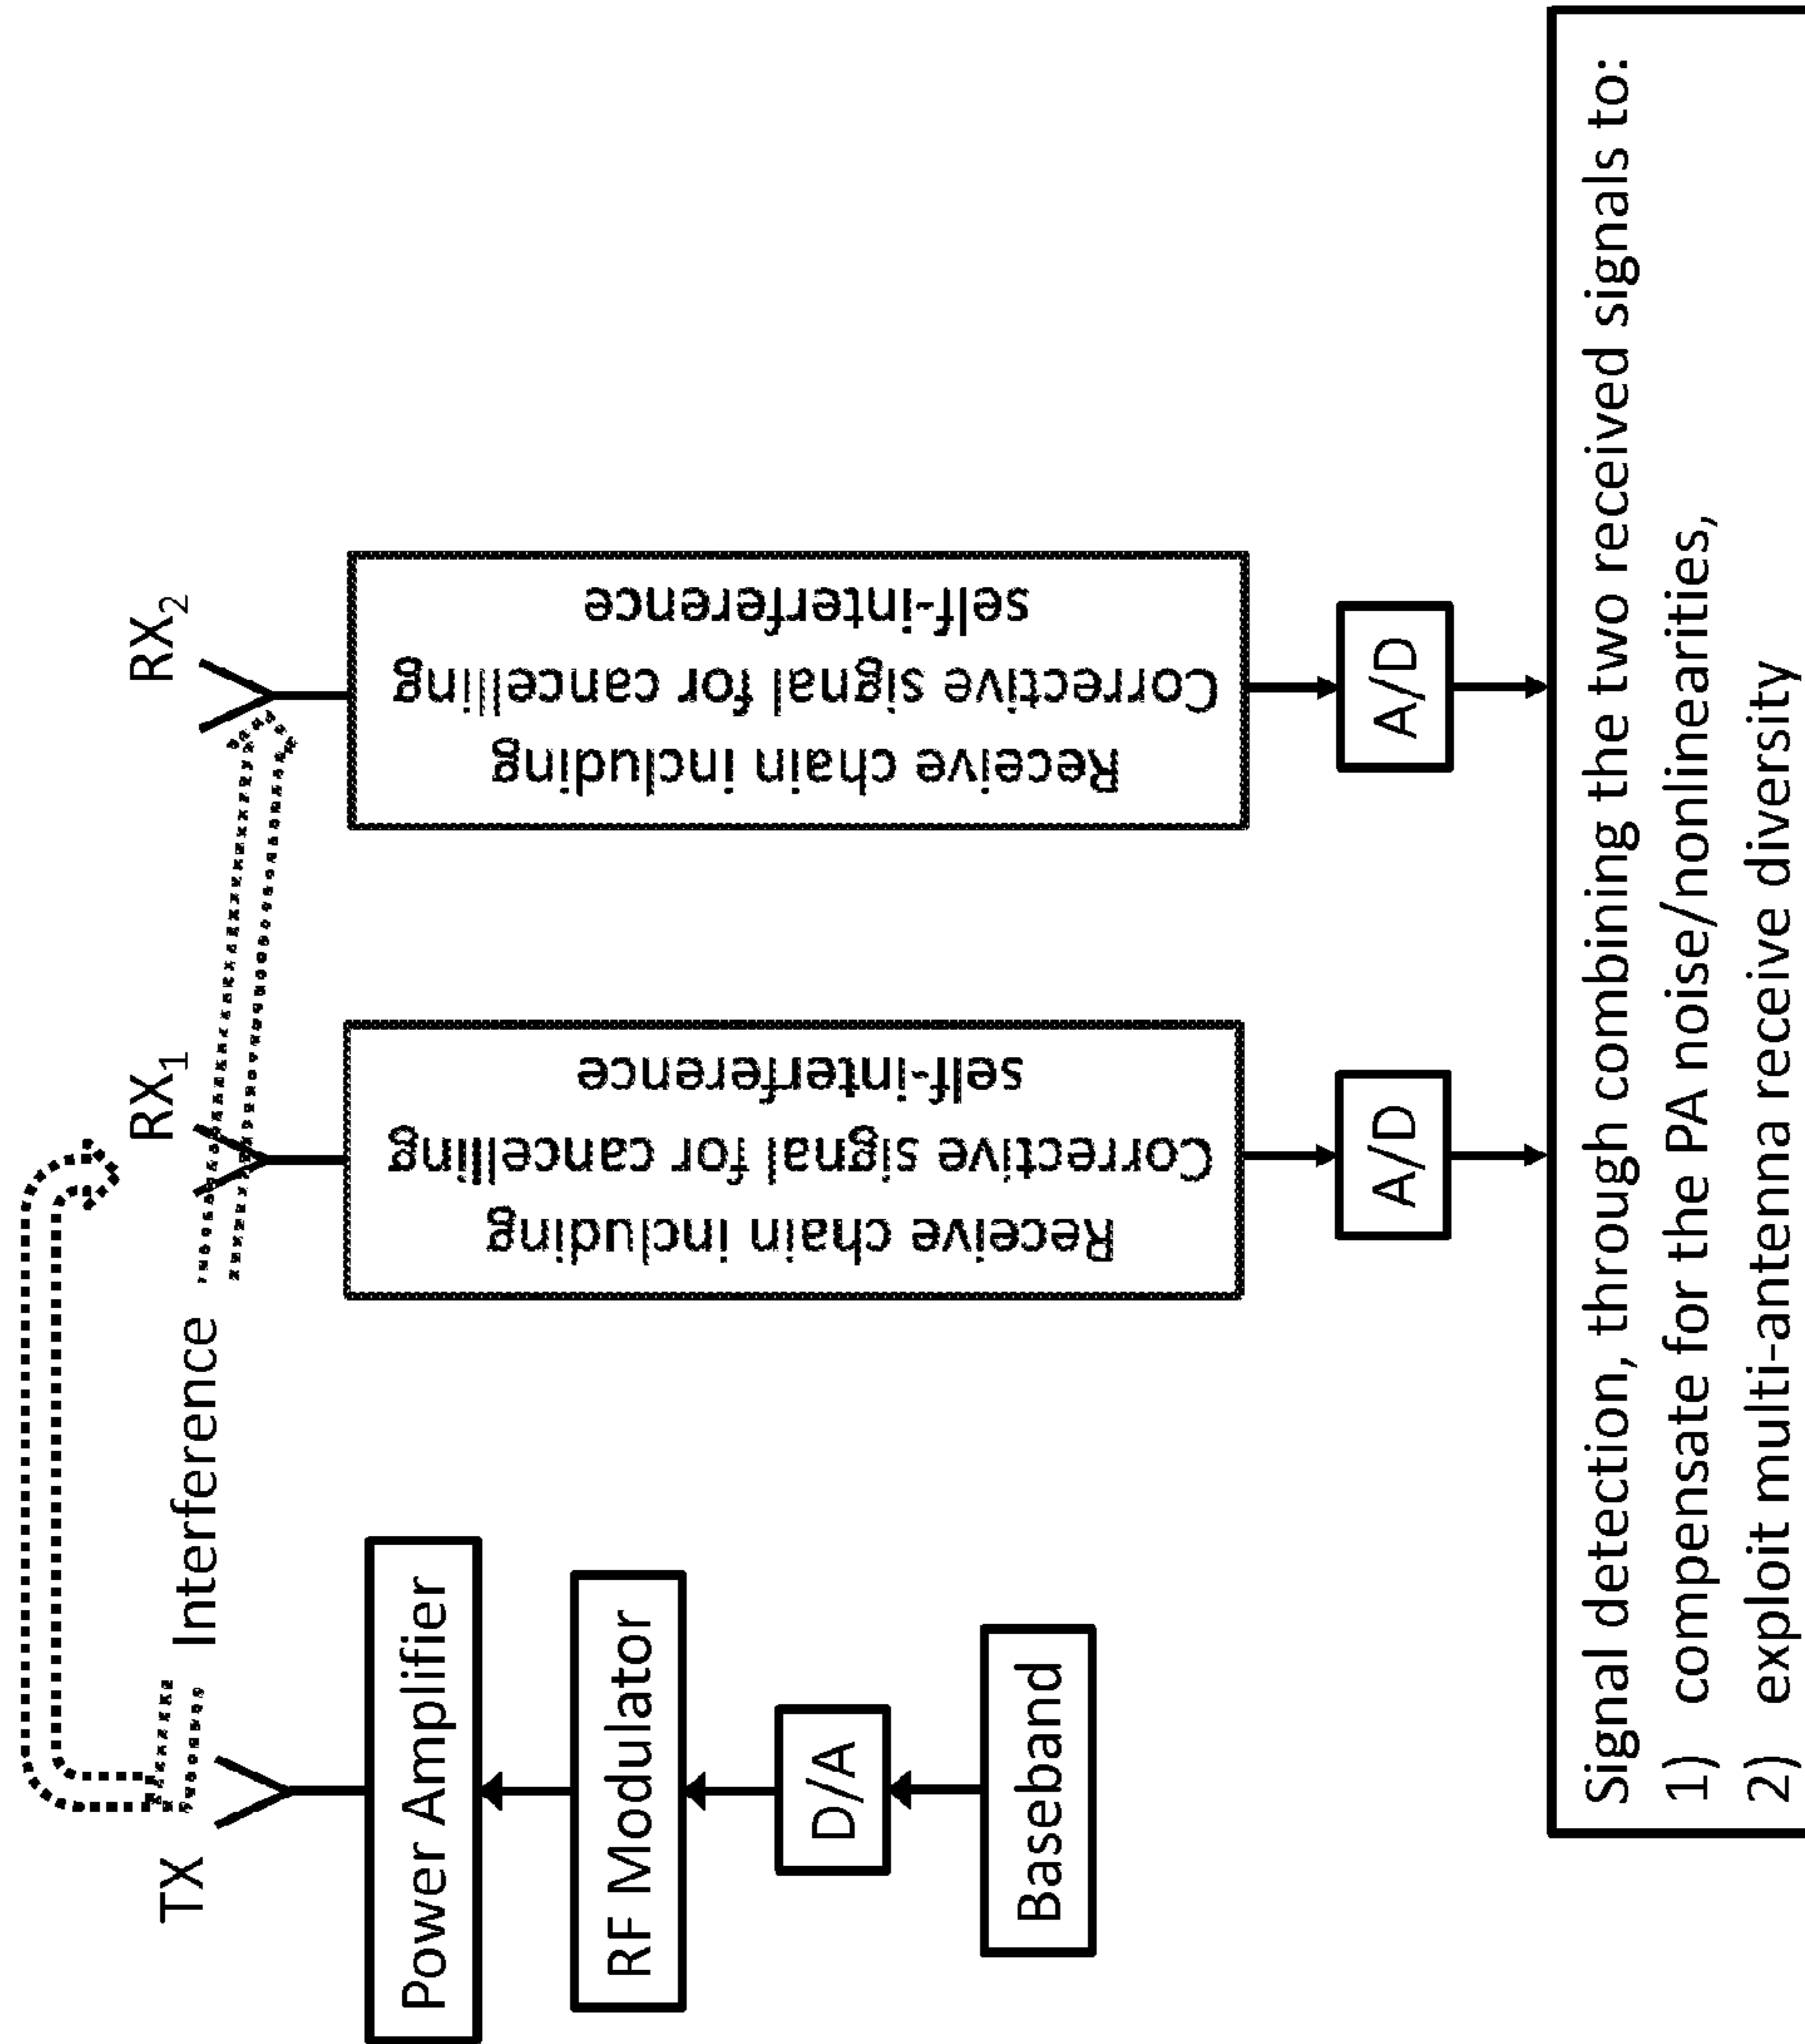 TX
Interference
RX1
RX2
Power Amplifier
RF Modulator
D/A
Baseband
Receive chain including
Corrective signal for cancelling
self-interference
A/D
Receive chain including
Corrective signal for cancelling
self-interference
A/D
Signal detection, through combining the two received signals to:
1) compensate for the PA noise/nonlinearities,
2) exploit multi-antenna receive diversity